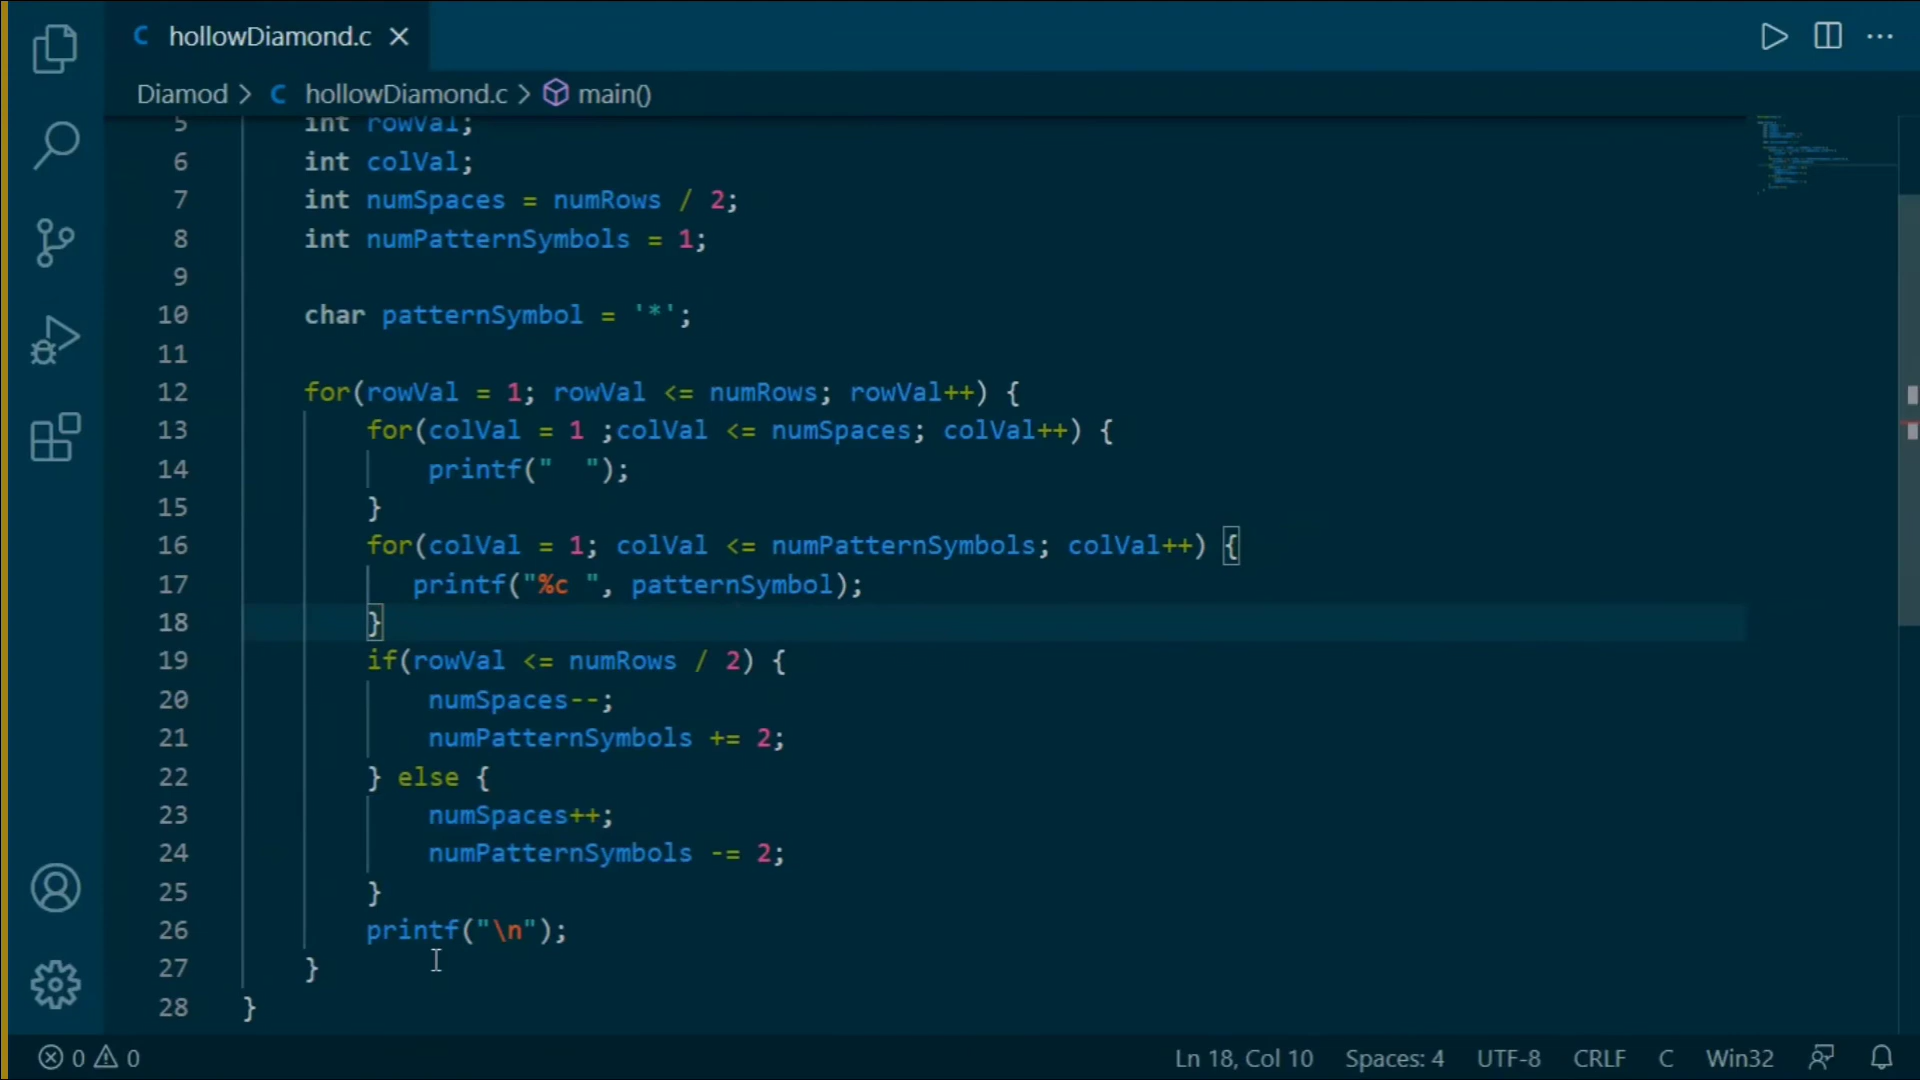 C hollowDiamond.c
Diamod > C hollowDiamond.c > main()
5 int rowVal;
6 int colVal;
7 int numSpaces = numRows / 2;
8 int numPatternSymbols = 1;
9
10 char patternSymbol = '*';
11
12 for(rowVal = 1; rowVal <= numRows; rowVal++) {
13 for(colVal = 1 ;colVal <= numSpaces; colVal++) {
14 printf("  ");
15 }
16 for(colVal = 1; colVal <= numPatternSymbols; colVal++) {
17 printf("%c ", patternSymbol);
18 }
19 if(rowVal <= numRows / 2) {
20 numSpaces--;
21 numPatternSymbols += 2;
22 } else {
23 numSpaces++;
24 numPatternSymbols -= 2;
25 }
26 printf("\n");
27 }
28 }
0 0 Ln 18, Col 10 Spaces: 4 UTF-8 CRLF C Win32